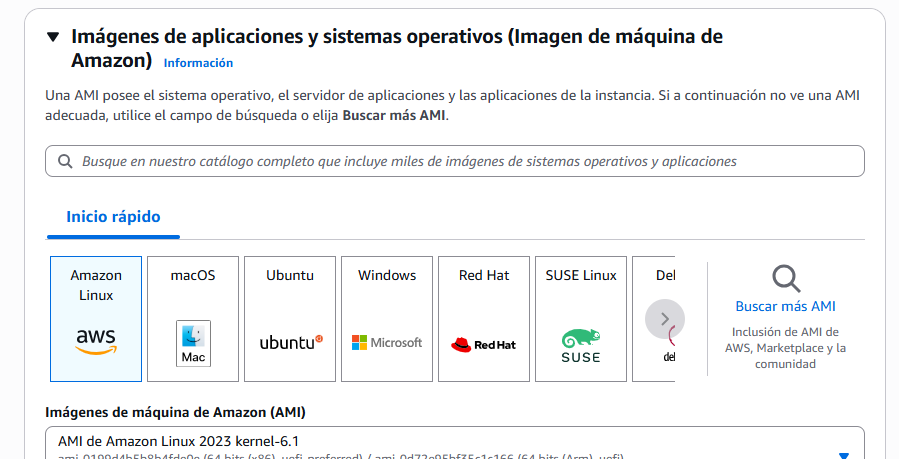 Imágenes de aplicaciones y sistemas operativos (Imagen de máquina de
Amazon) Información
Una AMI posee el sistema operativo, el servidor de aplicaciones y las aplicaciones de la instancia. Si a continuación no ve una AMI
adecuada, utilice el campo de búsqueda o elija Buscar más AMI.
Busque en nuestro catálogo completo que incluye miles de imágenes de sistemas operativos y aplicaciones
Inicio rápido
Amazon
Linux
aws
macOS
Mac
Ubuntu
ubuntu
Windows
Microsoft
Red Hat
Red Hat
SUSE Linux
SUSE
Buscar más AMI
Inclusión de AMI de
AWS, Marketplace y la
comunidad
Imágenes de máquina de Amazon (AMI)
AMI de Amazon Linux 2023 kernel-6.1